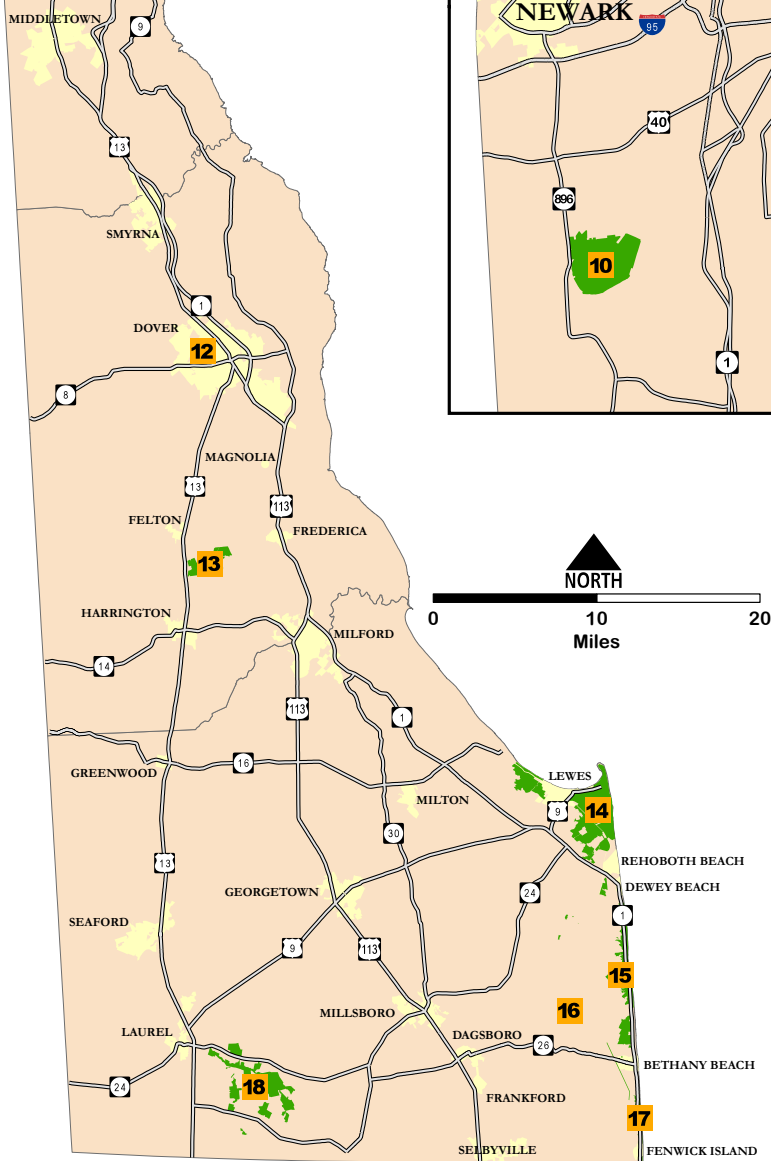 MIDDLETOWN
9
NEWARK
95
40
13
896
SMYRNA
10
1
DOVER
12
1
8
MAGNOLIA
13
113
FELTON
FREDERICA
13
NORTH
0 10 20
Miles
HARRINGTON
MILFORD
14
113
1
GREENWOOD
16
LEWES
MILTON
9
14
30
13
REHOBOTH BEACH
DEWEY BEACH
GEORGETOWN
24
1
SEAFORD
9
113
15
16
MILLSBORO
LAUREL
DAGSBORO
26
BETHANY BEACH
24
18
FRANKFORD
17
SELBYVILLE
FENWICK ISLAND